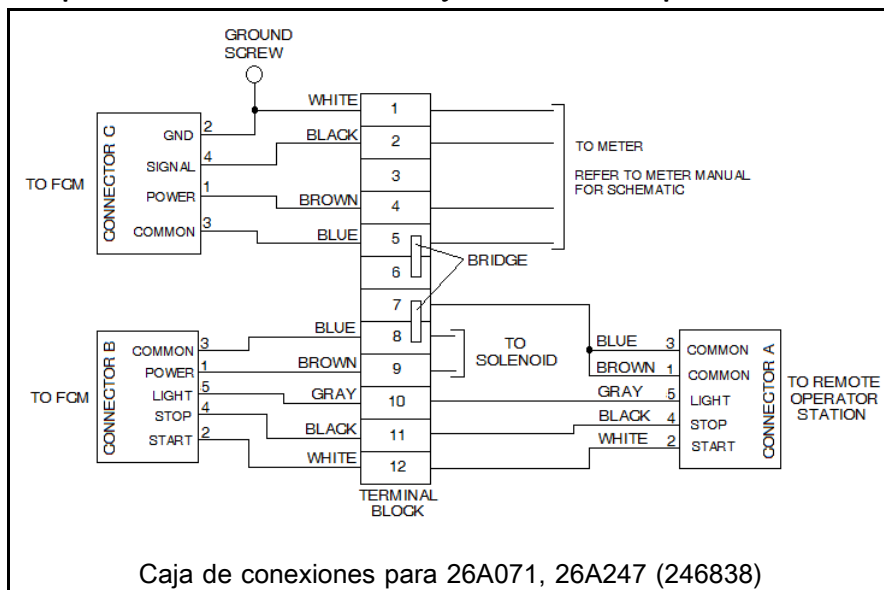 GROUND
SCREW
TO FCM
CONNECTOR C
GND 2
SIGNAL 4
POWER 1
COMMON 3
WHITE
BLACK
BROWN
BLUE
1
2
3
4
5
6
7
8
9
10
11
12
TERMINAL
BLOCK
TO METER
REFER TO METER MANUAL
FOR SCHEMATIC
BRIDGE
TO
SOLENOID
TO FCM
CONNECTOR B
COMMON 3
POWER 1
LIGHT 5
STOP 4
START 2
BLUE
BROWN
GRAY
BLACK
WHITE
BLUE 3 COMMON
BROWN 1 COMMON
GRAY 5 LIGHT
BLACK 4 STOP
WHITE 2 START
CONNECTOR A
TO REMOTE
OPERATOR
STATION
Caja de conexiones para 26A071, 26A247 (246838)